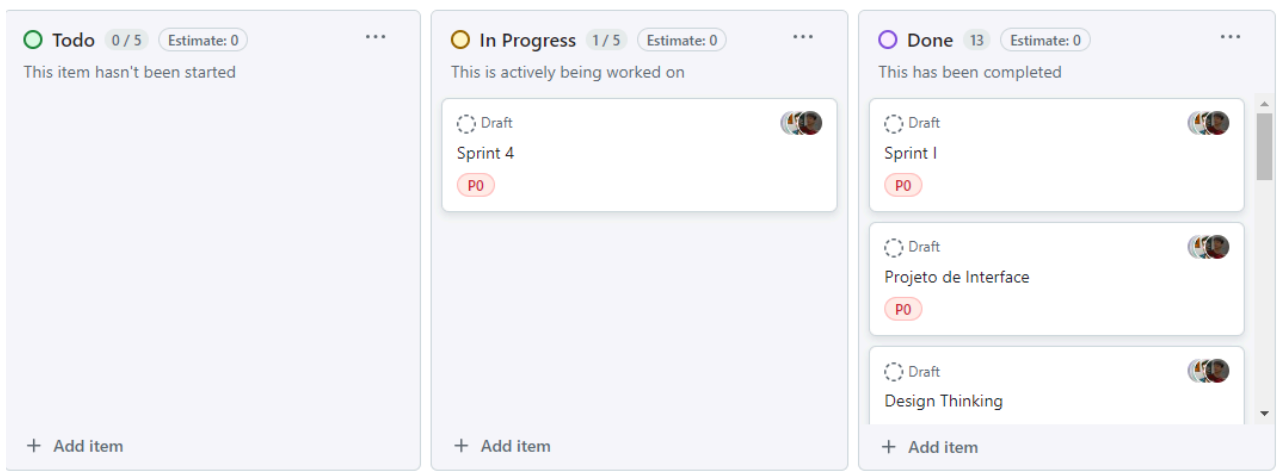 Todo 0 / 5 Estimate: 0 ...
This item hasn't been started
+ Add item
In Progress 1 / 5 Estimate: 0 ...
This is actively being worked on
Draft
Sprint 4
P0
+ Add item
Done 13 Estimate: 0 ...
This has been completed
Draft
Sprint I
P0
Draft
Projeto de Interface
P0
Draft
Design Thinking
+ Add item